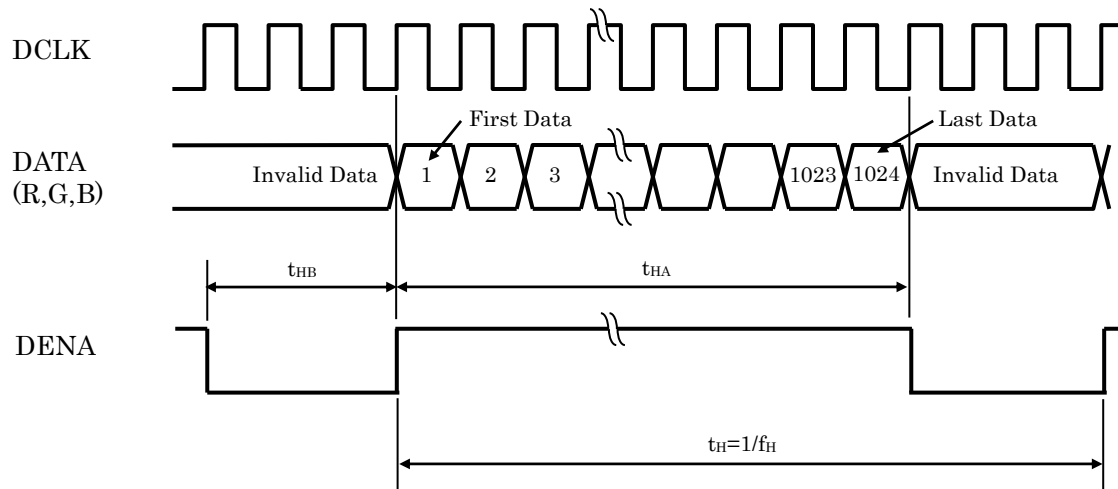 DCLK
First Data
Last Data
DATA
(R,G,B)
Invalid Data
1
2
3
1023
1024
Invalid Data
tHB
tHA
DENA
tH=1/fH